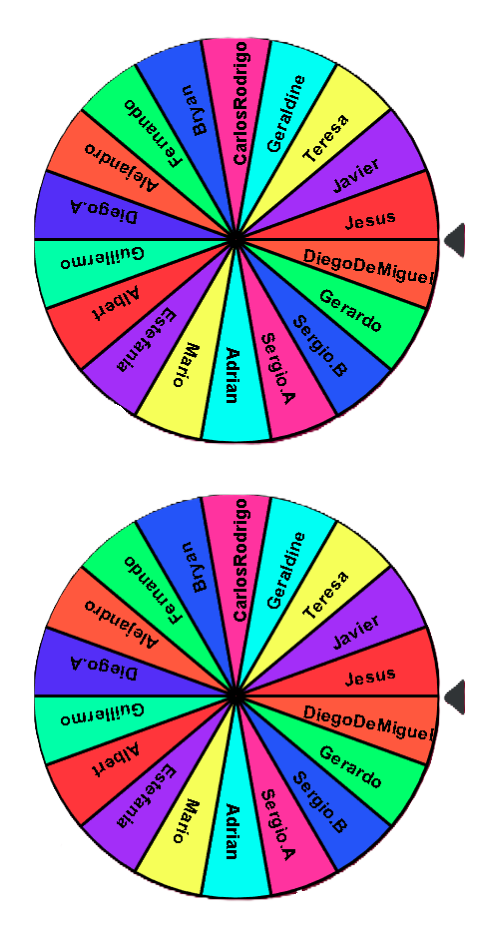 CarlosRodrigo
Geraldine
Teresa
Javier
Jesus
DiegoDeMiguel
Gerardo
Sergio.B
Sergio.A
Adrian
Mario
Estefania
Albert
Guillermo
Diego.A
Alejandro
Fernando
Bryan
CarlosRodrigo
Geraldine
Teresa
Javier
Jesus
DiegoDeMiguel
Gerardo
Sergio.B
Sergio.A
Adrian
Mario
Estefania
Albert
Guillermo
Diego.A
Alejandro
Fernando
Bryan